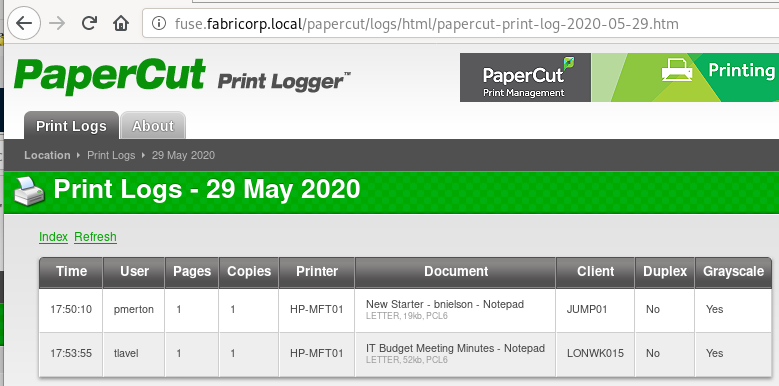 fuse.fabricorp.local/papercut/logs/html/papercut-print-log-2020-05-29.htm
PaperCut Print Logger™
PaperCut
Print Management
Printing
Print Logs About
Location Print Logs 29 May 2020
Print Logs - 29 May 2020
Index Refresh
Time User Pages Copies Printer Document Client Duplex Grayscale
17:50:10 pmerton 1 1 HP-MFT01 New Starter - bnielson - Notepad JUMP01 No Yes
LETTER, 19kb, PCL6
17:53:55 tlavel 1 1 HP-MFT01 IT Budget Meeting Minutes - Notepad LONWK015 No Yes
LETTER, 52kb, PCL6